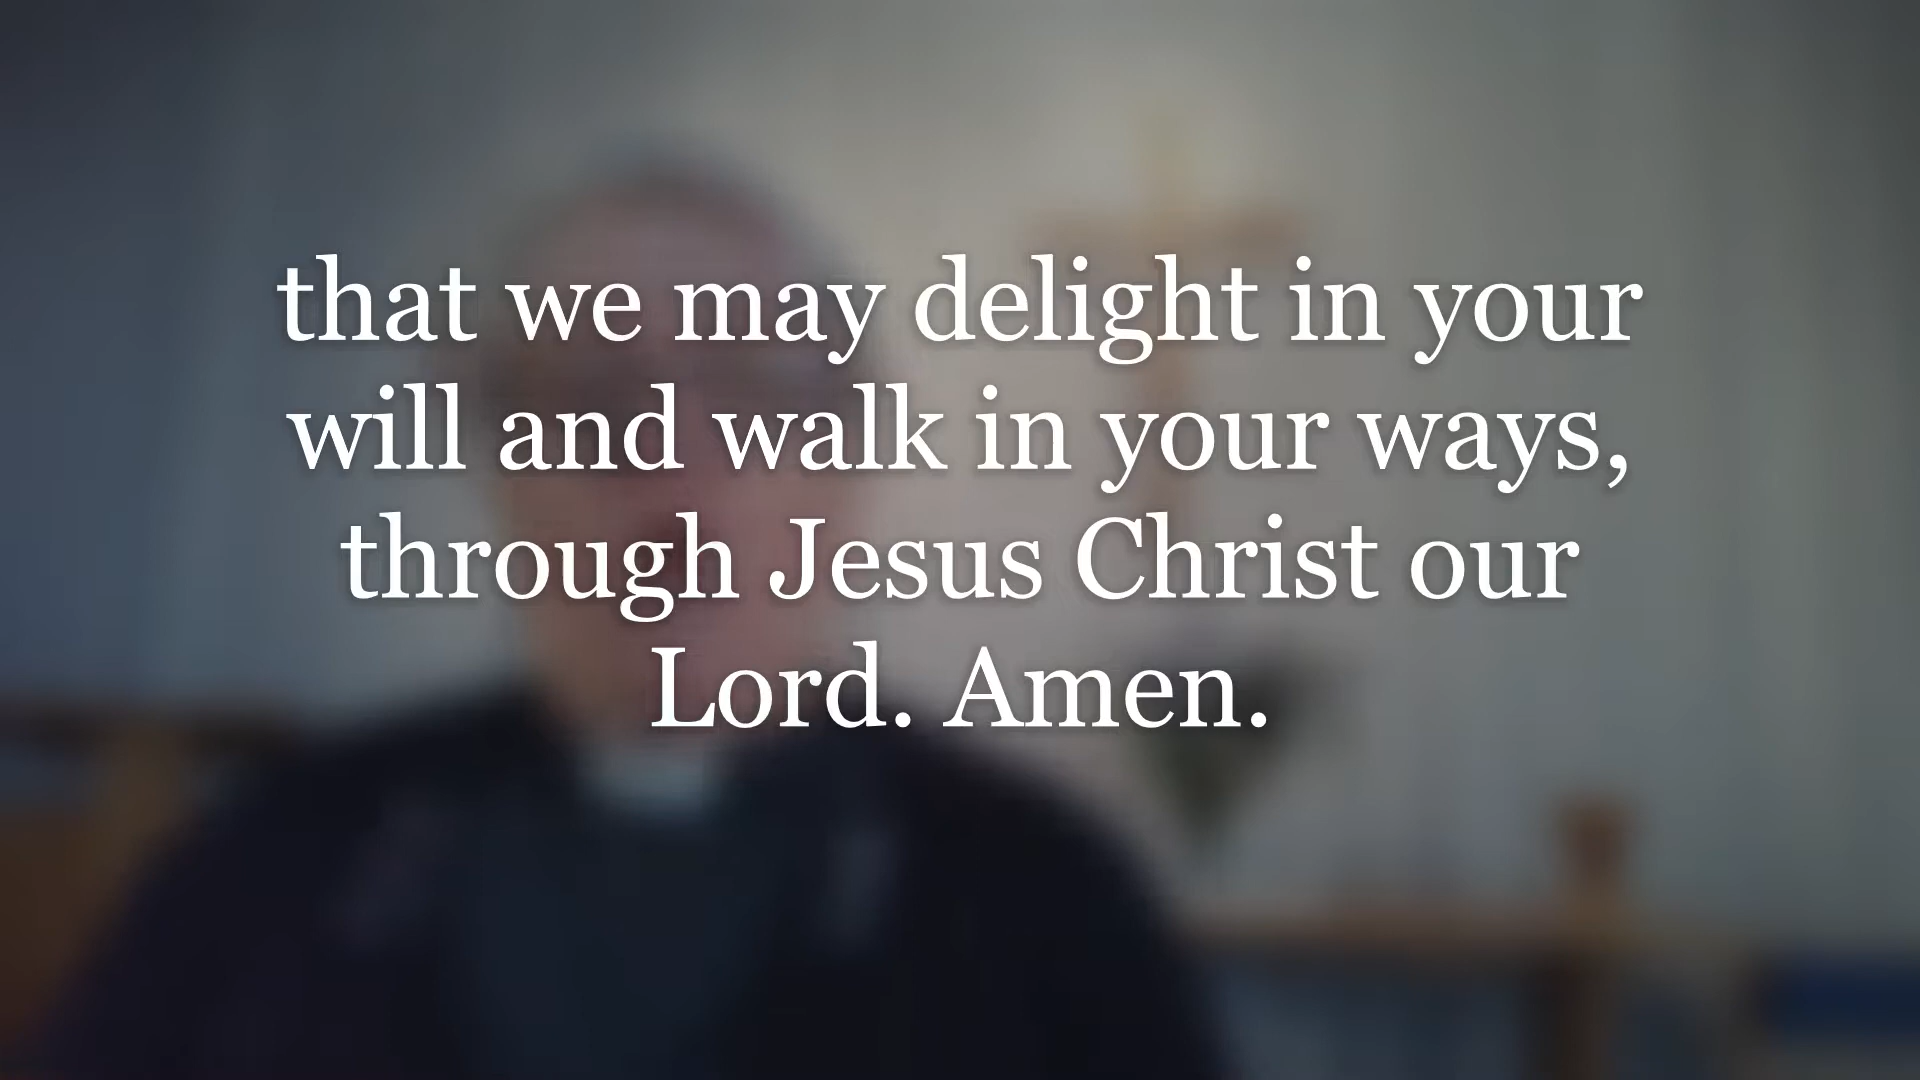 that we may delight in your
will and walk in your ways,
through Jesus Christ our
Lord. Amen.